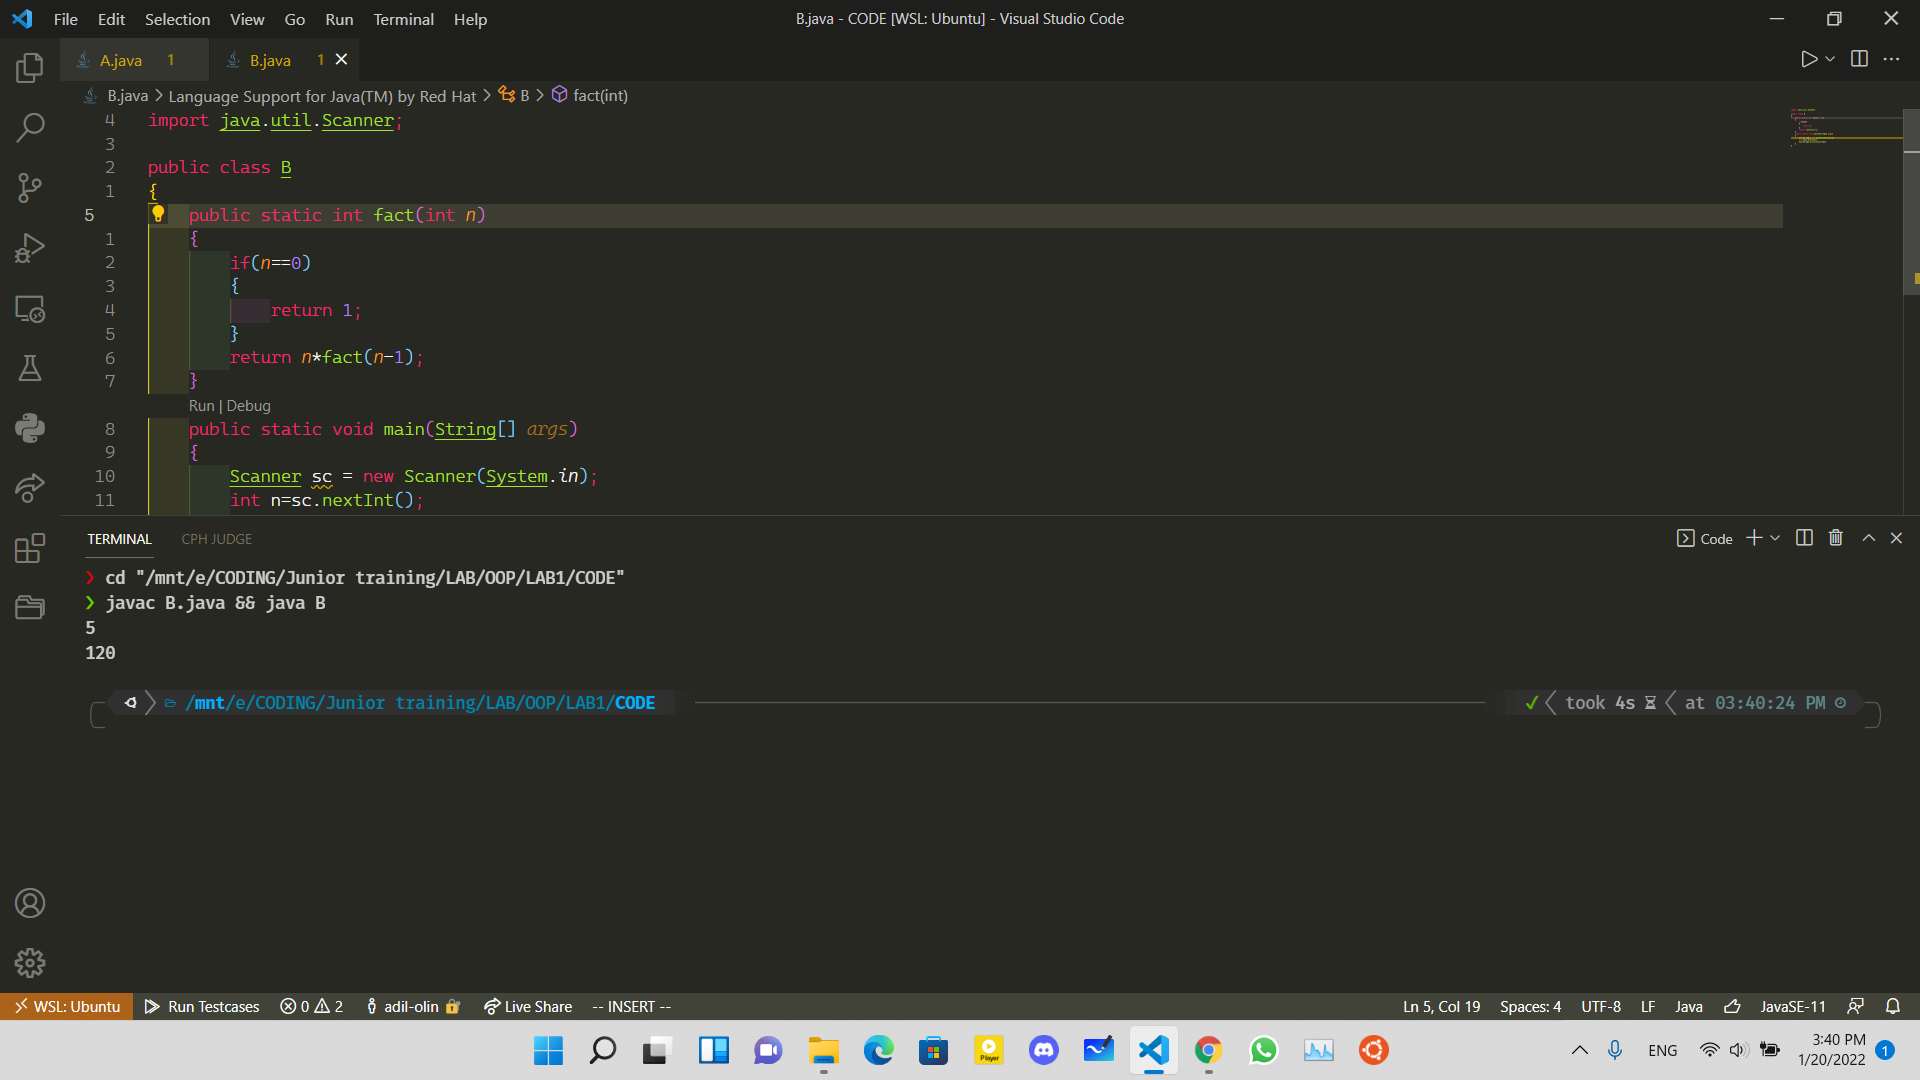 File Edit Selection View Go Run Terminal Help
B.java - CODE [WSL: Ubuntu] - Visual Studio Code
A.java 1 B.java 1
B.java > Language Support for Java(TM) by Red Hat > B > fact(int)
4 import java.util.Scanner;
3
2 public class B
1 {
5 public static int fact(int n)
1 {
2 if(n==0)
3 {
4 return 1;
5 }
6 return n*fact(n-1);
7 }
Run | Debug
8 public static void main(String[] args)
9 {
10 Scanner sc = new Scanner(System.in);
11 int n=sc.nextInt();
TERMINAL CPH JUDGE
Code
❯ cd "/mnt/e/CODING/Junior training/LAB/OOP/LAB1/CODE"
❯ javac B.java && java B
5
120
/mnt/e/CODING/Junior training/LAB/OOP/LAB1/CODE
✓ took 4s at 03:40:24 PM
WSL: Ubuntu Run Testcases 0 2 adil-olin Live Share -- INSERT --
Ln 5, Col 19 Spaces: 4 UTF-8 LF Java JavaSE-11
Player
ENG
3:40 PM
1/20/2022
1